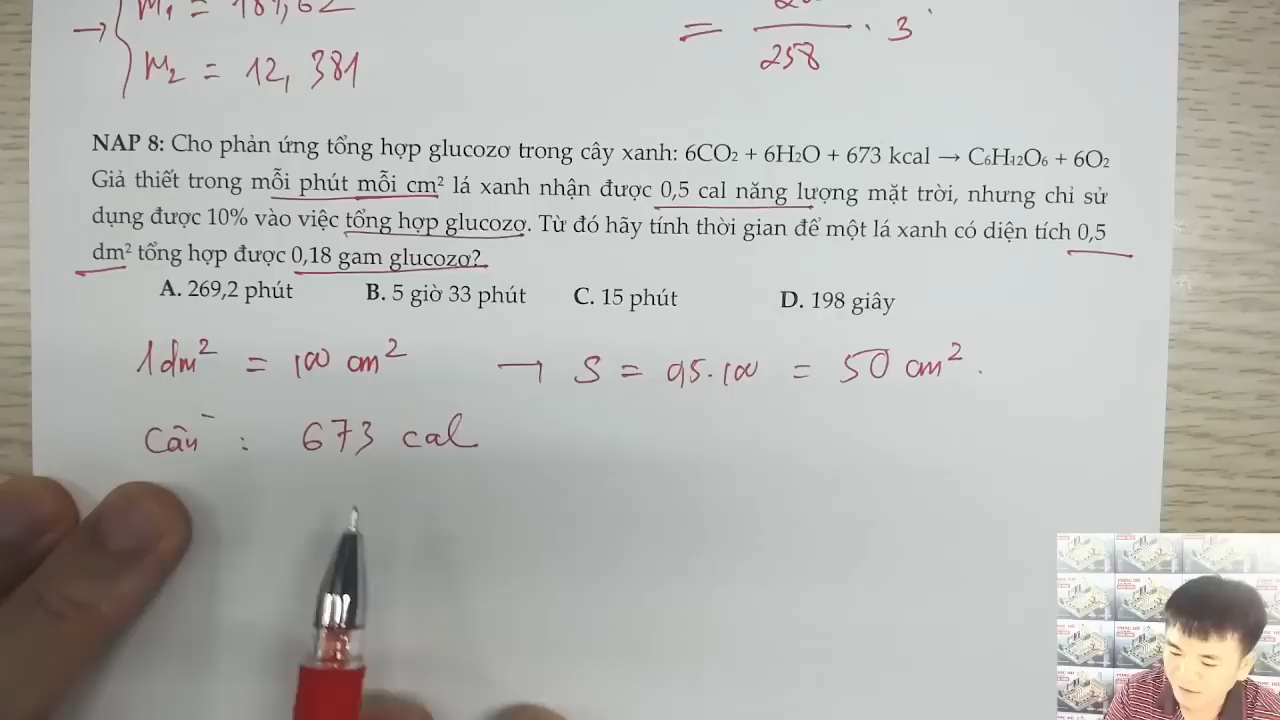 = 12, 381
M₂ = 12, 381
= —— · 3
258
NAP 8: Cho phản ứng tổng hợp glucozơ trong cây xanh: 6CO₂ + 6H₂O + 673 kcal → C₆H₁₂O₆ + 6O₂
Giả thiết trong mỗi phút mỗi cm² lá xanh nhận được 0,5 cal năng lượng mặt trời, nhưng chỉ sử
dụng được 10% vào việc tổng hợp glucozơ. Từ đó hãy tính thời gian để một lá xanh có diện tích 0,5
dm² tổng hợp được 0,18 gam glucozơ?
A. 269,2 phút B. 5 giờ 33 phút C. 15 phút D. 198 giây
1dm² = 100 cm² → S = 0,5.100 = 50 cm².
Cần : 673 cal